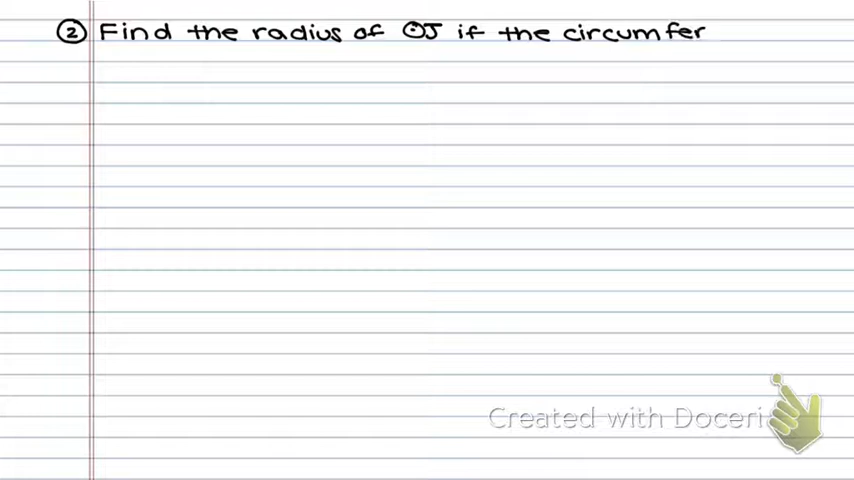 ② Find the radius of ⊙J if the circumfer
Created with Doceri